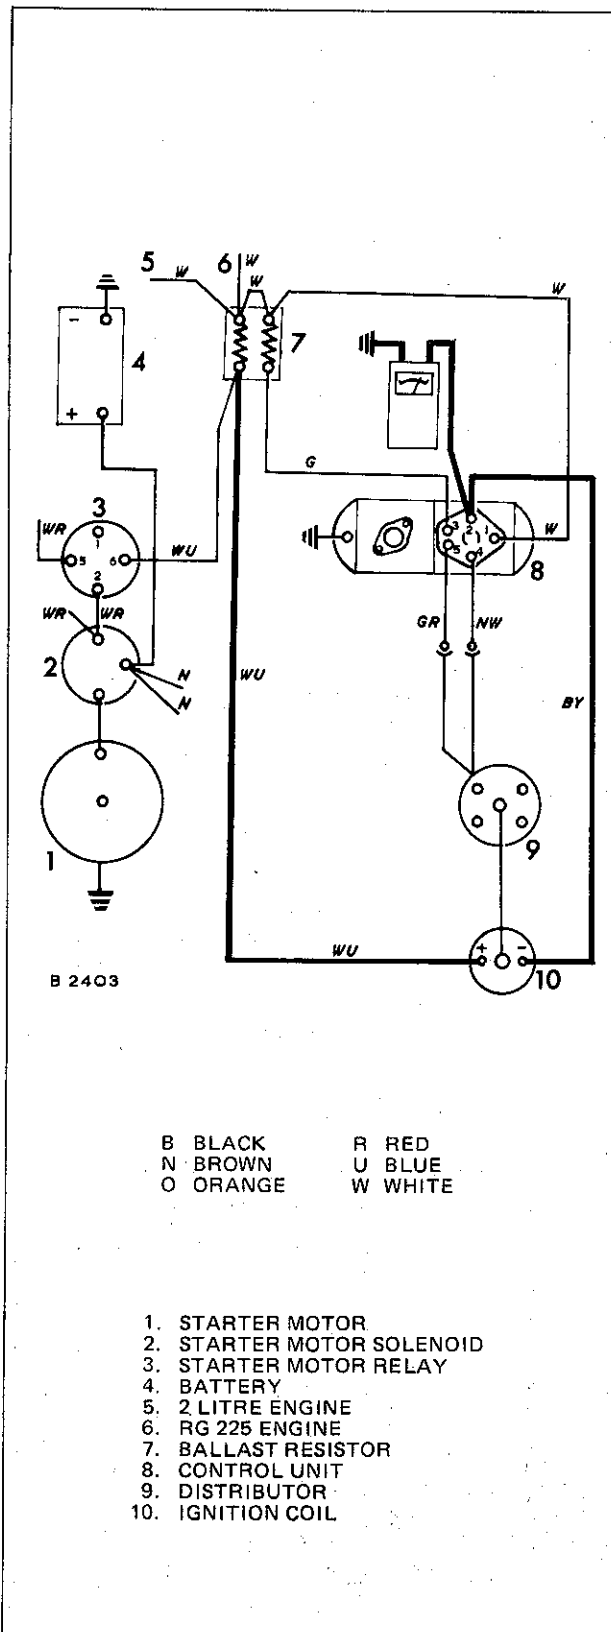 5 W 6 W
W
W
-
4
7
+
G
3
WR
1
5 6
2
WU
3 2 1
5 4
W
8
WR WR
GR NW
2
N
N
WU
BY
1
9
WU
+ -
10
B 2403
B BLACK R RED
N BROWN U BLUE
O ORANGE W WHITE
1. STARTER MOTOR
2. STARTER MOTOR SOLENOID
3. STARTER MOTOR RELAY
4. BATTERY
5. 2 LITRE ENGINE
6. RG 225 ENGINE
7. BALLAST RESISTOR
8. CONTROL UNIT
9. DISTRIBUTOR
10. IGNITION COIL